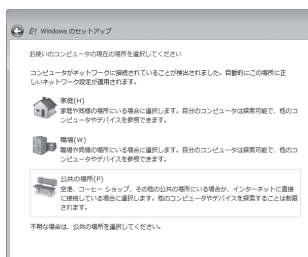 Windows のセットアップ
お使いのコンピュータの現在の場所を選択してください
コンピュータがネットワークに接続されていることが検出されました。自動的にこの場所に正
しいネットワーク設定が適用されます。
家庭(H)
家庭や同様の場所にいる場合に選択します。自分のコンピュータは探索可能で、他のコ
ンピュータやデバイスを参照できます。
職場(W)
職場や同様の場所にいる場合に選択します。自分のコンピュータは探索可能で、他のコ
ンピュータやデバイスを参照できます。
公共の場所(P)
空港、コーヒー ショップ、その他の公共の場所にいる場合か、インターネットに直接
に接続している場合に選択します。他のコンピュータやデバイスを探索することは制限
されます。
不明な場合は、公共の場所を選択してください。